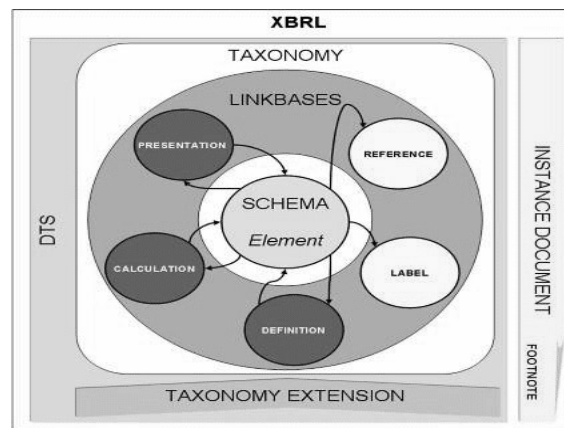 XBRL
TAXONOMY
LINKBASES
PRESENTATION
REFERENCE
SCHEMA
Element
CALCULATION
LABEL
DEFINITION
DTS
INSTANCE DOCUMENT
FOOTNOTE
TAXONOMY EXTENSION